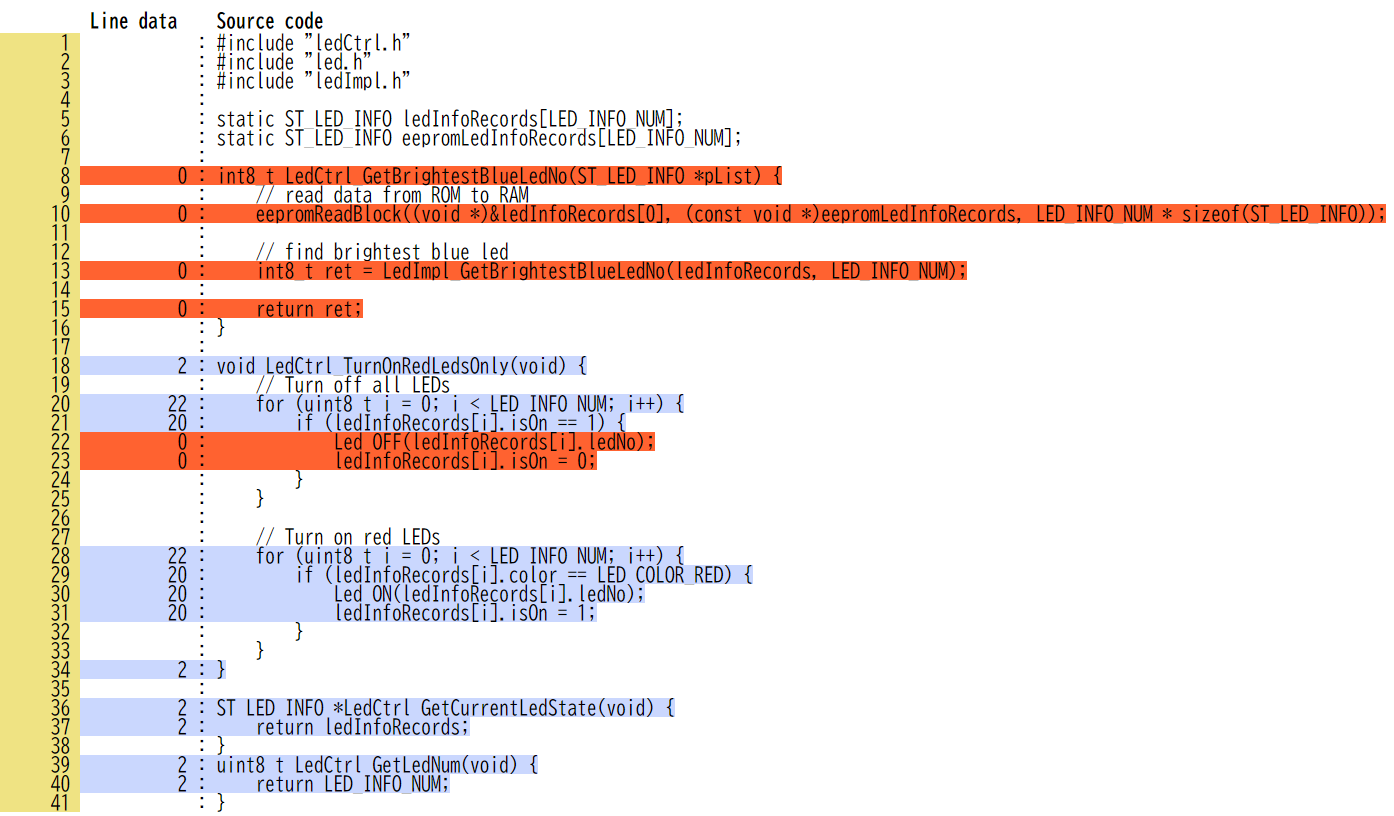 Line data Source code
1 : #include "ledCtrl.h"
2 : #include "led.h"
3 : #include "ledImpl.h"
4 :
5 : static ST_LED_INFO ledInfoRecords[LED_INFO_NUM];
6 : static ST_LED_INFO eepromLedInfoRecords[LED_INFO_NUM];
7 :
8 0 : int8_t LedCtrl_GetBrightestBlueLedNo(ST_LED_INFO *pList) {
9 : // read data from ROM to RAM
10 0 : eepromReadBlock((void *)&ledInfoRecords[0], (const void *)eepromLedInfoRecords, LED_INFO_NUM * sizeof(ST_LED_INFO));
11 :
12 : // find brightest blue led
13 0 : int8_t ret = LedImpl_GetBrightestBlueLedNo(ledInfoRecords, LED_INFO_NUM);
14 :
15 0 : return ret;
16 : }
17 :
18 2 : void LedCtrl_TurnOnRedLedsOnly(void) {
19 : // Turn off all LEDs
20 22 : for (uint8_t i = 0; i < LED_INFO_NUM; i++) {
21 20 : if (ledInfoRecords[i].isOn == 1) {
22 0 : Led_OFF(ledInfoRecords[i].ledNo);
23 0 : ledInfoRecords[i].isOn = 0;
24 : }
25 : }
26 :
27 : // Turn on red LEDs
28 22 : for (uint8_t i = 0; i < LED_INFO_NUM; i++) {
29 20 : if (ledInfoRecords[i].color == LED_COLOR_RED) {
30 20 : Led_ON(ledInfoRecords[i].ledNo);
31 20 : ledInfoRecords[i].isOn = 1;
32 : }
33 : }
34 2 : }
35 :
36 2 : ST_LED_INFO *LedCtrl_GetCurrentLedState(void) {
37 2 : return ledInfoRecords;
38 : }
39 2 : uint8_t LedCtrl_GetLedNum(void) {
40 2 : return LED_INFO_NUM;
41 : }